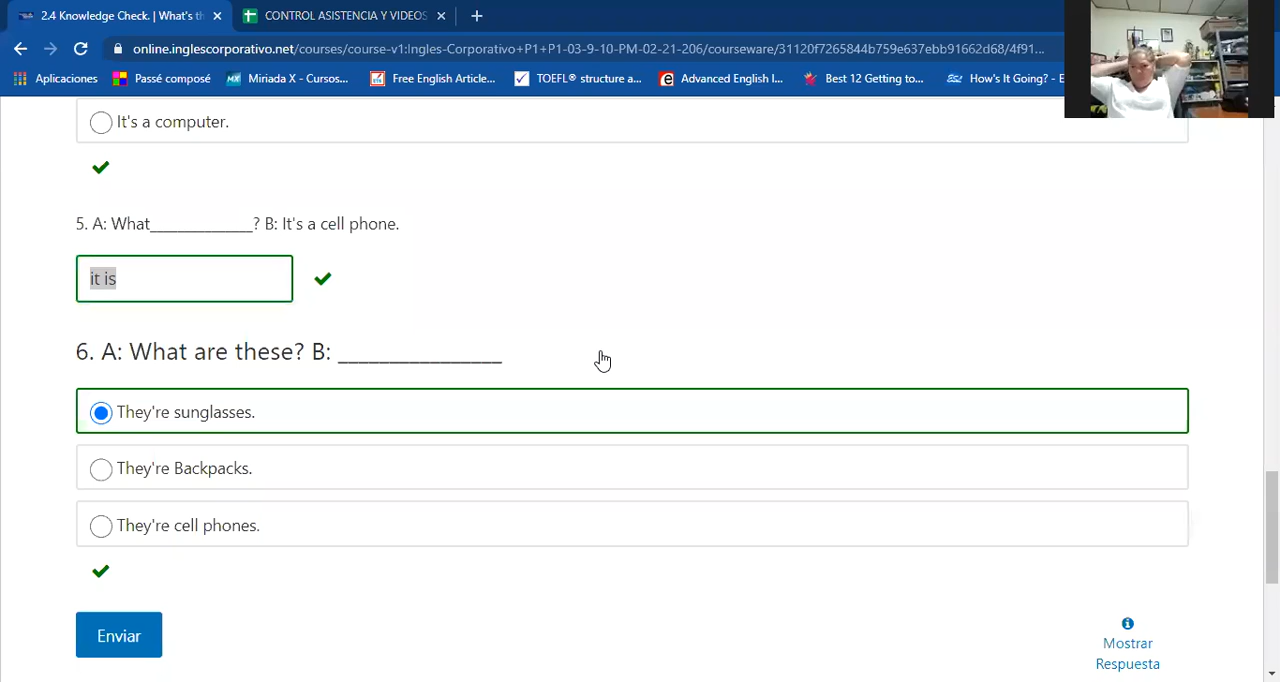 2.4 Knowledge Check. | What's th
CONTROL ASISTENCIA Y VIDEOS
online.inglescorporativo.net/courses/course-v1:Ingles-Corporativo+P1+P1-03-9-10-PM-02-21-206/courseware/31120f7265844b759e637ebb91662d68/4f91...
Aplicaciones Passé composé Miriada X - Cursos... Free English Article... TOEFL® structure a... Advanced English l... Best 12 Getting to... How's It Going? - E
It's a computer.
5. A: What_____________? B: It's a cell phone.
it is
6. A: What are these? B: _______________
They're sunglasses.
They're Backpacks.
They're cell phones.
Enviar
Mostrar
Respuesta